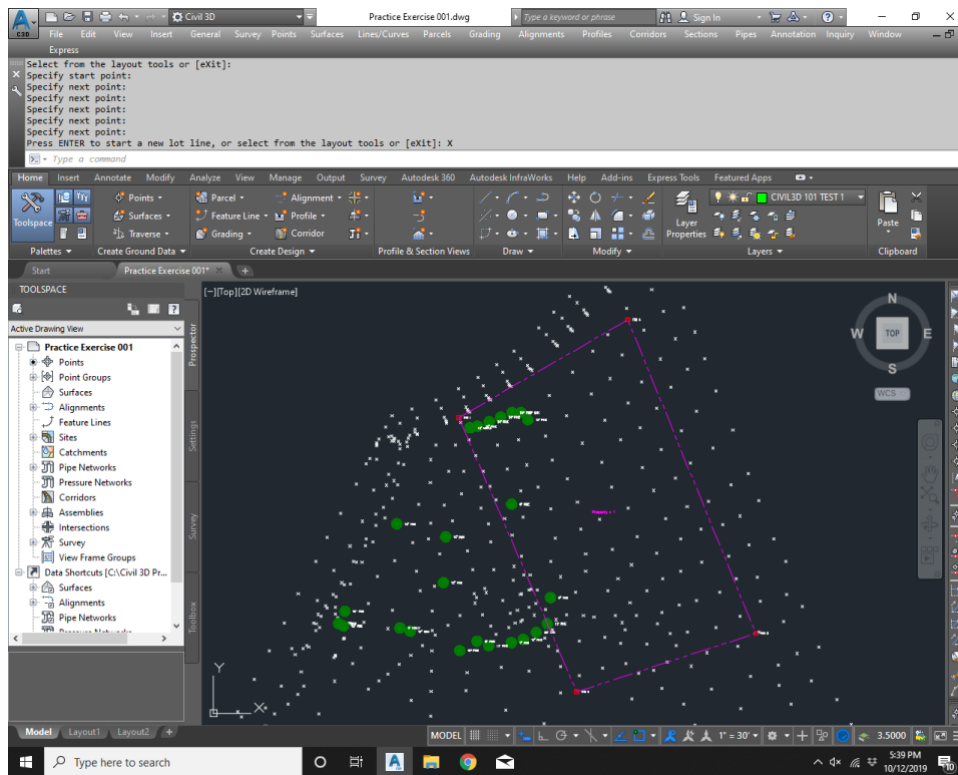 Civil 3D Practice Exercise 001.dwg Type a keyword or phrase Sign In
C3D File Edit View Insert General Survey Points Surfaces Lines/Curves Parcels Grading Alignments Profiles Corridors Sections Pipes Annotation Inquiry Window
Express
Select from the layout tools or [eXit]:
Specify start point:
Specify next point:
Specify next point:
Specify next point:
Specify next point:
Specify next point:
Press ENTER to start a new lot line, or select from the layout tools or [eXit]: X
Type a command
Home Insert Annotate Modify Analyze View Manage Output Survey Autodesk 360 Autodesk InfraWorks Help Add-ins Express Tools Featured Apps
Points Parcel Alignment CIVIL3D 101 TEST 1
Toolspace Surfaces Feature Line Profile Layer Paste
Traverse Grading Corridor Properties
Palettes Create Ground Data Create Design Profile & Section Views Draw Modify Layers Clipboard
Start Practice Exercise 001*
TOOLSPACE
[−][Top][2D Wireframe]
N
W TOP E
S
WCS
Active Drawing View
Practice Exercise 001
Points
Point Groups
Surfaces
Alignments
Feature Lines
Sites
Catchments
Pipe Networks
Pressure Networks
Corridors
Assemblies
Intersections
Survey
View Frame Groups
Data Shortcuts [C:\Civil 3D Pr...
Surfaces
Alignments
Pipe Networks
Prospector
Settings
Survey
Toolbox
Y
X
Model Layout1 Layout2 + MODEL 1" = 30' 3.5000
Type here to search
5:39 PM
10/12/2019